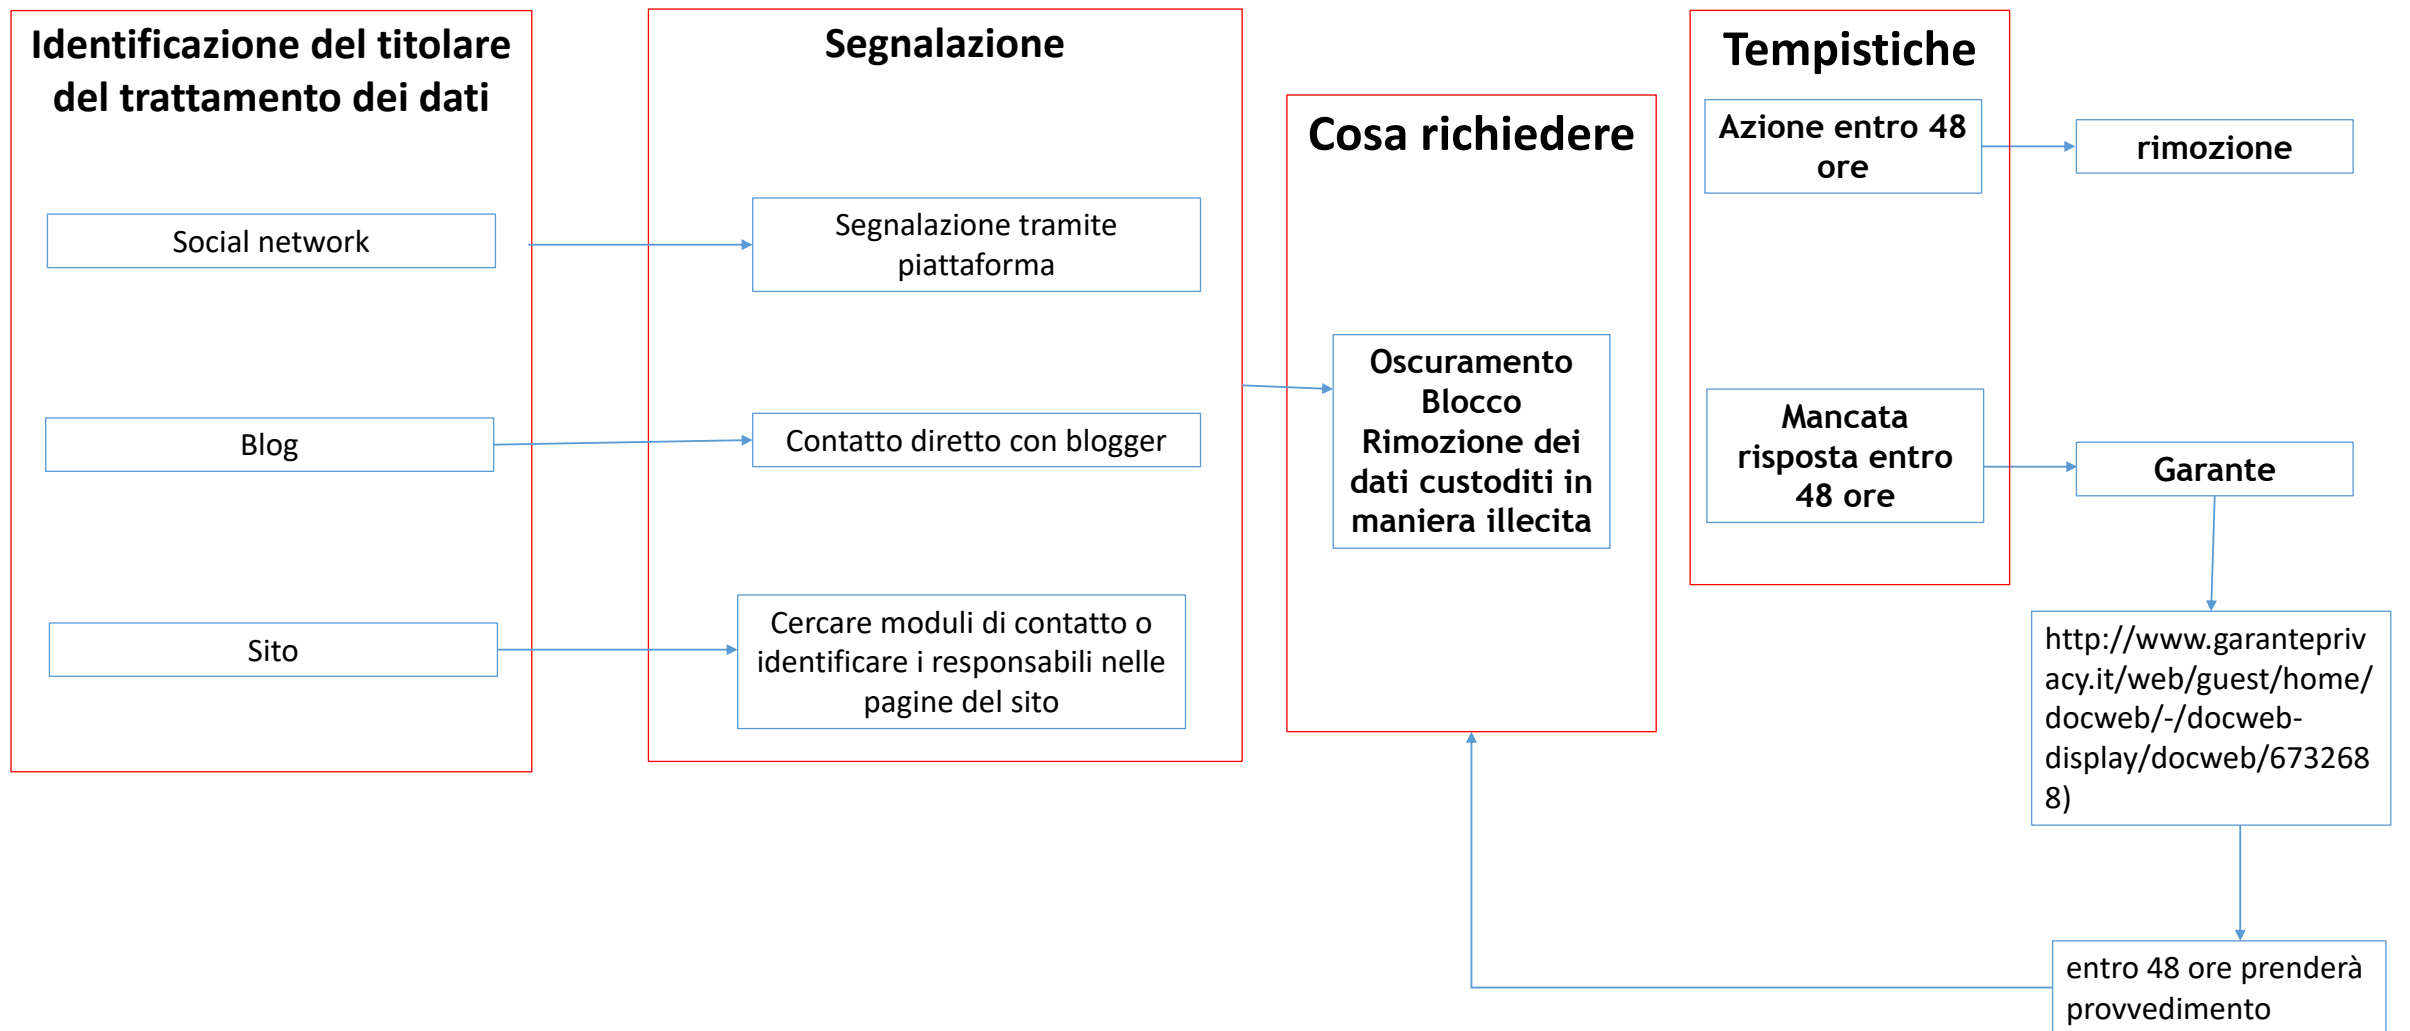 Identificazione del titolare
del trattamento dei dati
Social network
Blog
Sito
Segnalazione
Segnalazione tramite
piattaforma
Contatto diretto con blogger
Cercare moduli di contatto o
identificare i responsabili nelle
pagine del sito
Cosa richiedere
Oscuramento
Blocco
Rimozione dei
dati custoditi in
maniera illecita
Tempistiche
Azione entro 48
ore
rimozione
Mancata
risposta entro
48 ore
Garante
http://www.garantepriv
acy.it/web/guest/home/
docweb/-/docweb-
display/docweb/673268
8)
entro 48 ore prenderà
provvedimento